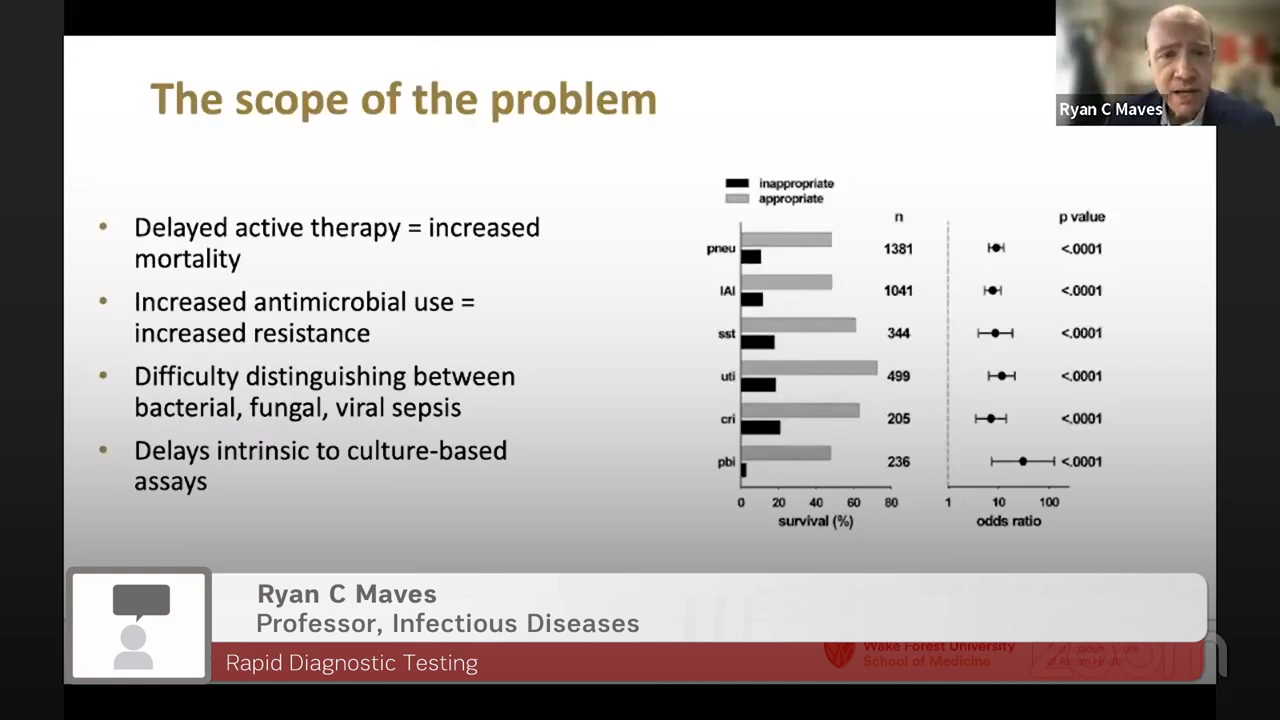 The scope of the problem
Ryan C Maves
• Delayed active therapy = increased
mortality
• Increased antimicrobial use =
increased resistance
• Difficulty distinguishing between
bacterial, fungal, viral sepsis
• Delays intrinsic to culture-based
assays
inappropriate
appropriate
n
p value
pneu 1381 <.0001
IAI 1041 <.0001
sst 344 <.0001
uti 499 <.0001
cri 205 <.0001
pbi 236 <.0001
0 20 40 60 80 1 10 100
survival (%) odds ratio
Ryan C Maves
Professor, Infectious Diseases
Rapid Diagnostic Testing
Wake Forest University
School of Medicine
zoom